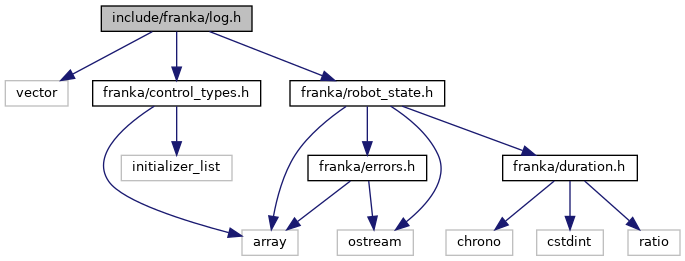 include/franka/log.h
vector
franka/control_types.h
franka/robot_state.h
initializer_list
franka/errors.h
franka/duration.h
array
ostream
chrono
cstdint
ratio